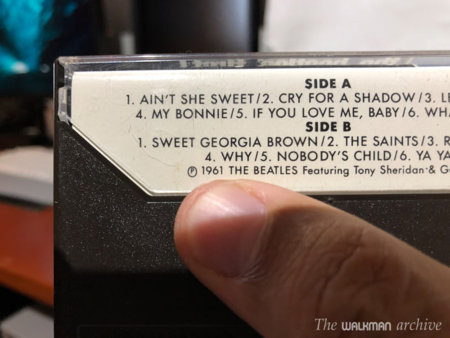 SIDE A
1. AIN'T SHE SWEET/2. CRY FOR A SHADOW/3.
4. MY BONNIE/5. IF YOU LOVE ME, BABY/6.
SIDE B
1. SWEET GEORGIA BROWN/2. THE SAINTS/3.
4. WHY/5. NOBODY'S CHILD/6. YA YA
℗ 1961 THE BEATLES Featuring Tony Sheridan &
The WALKMAN archive